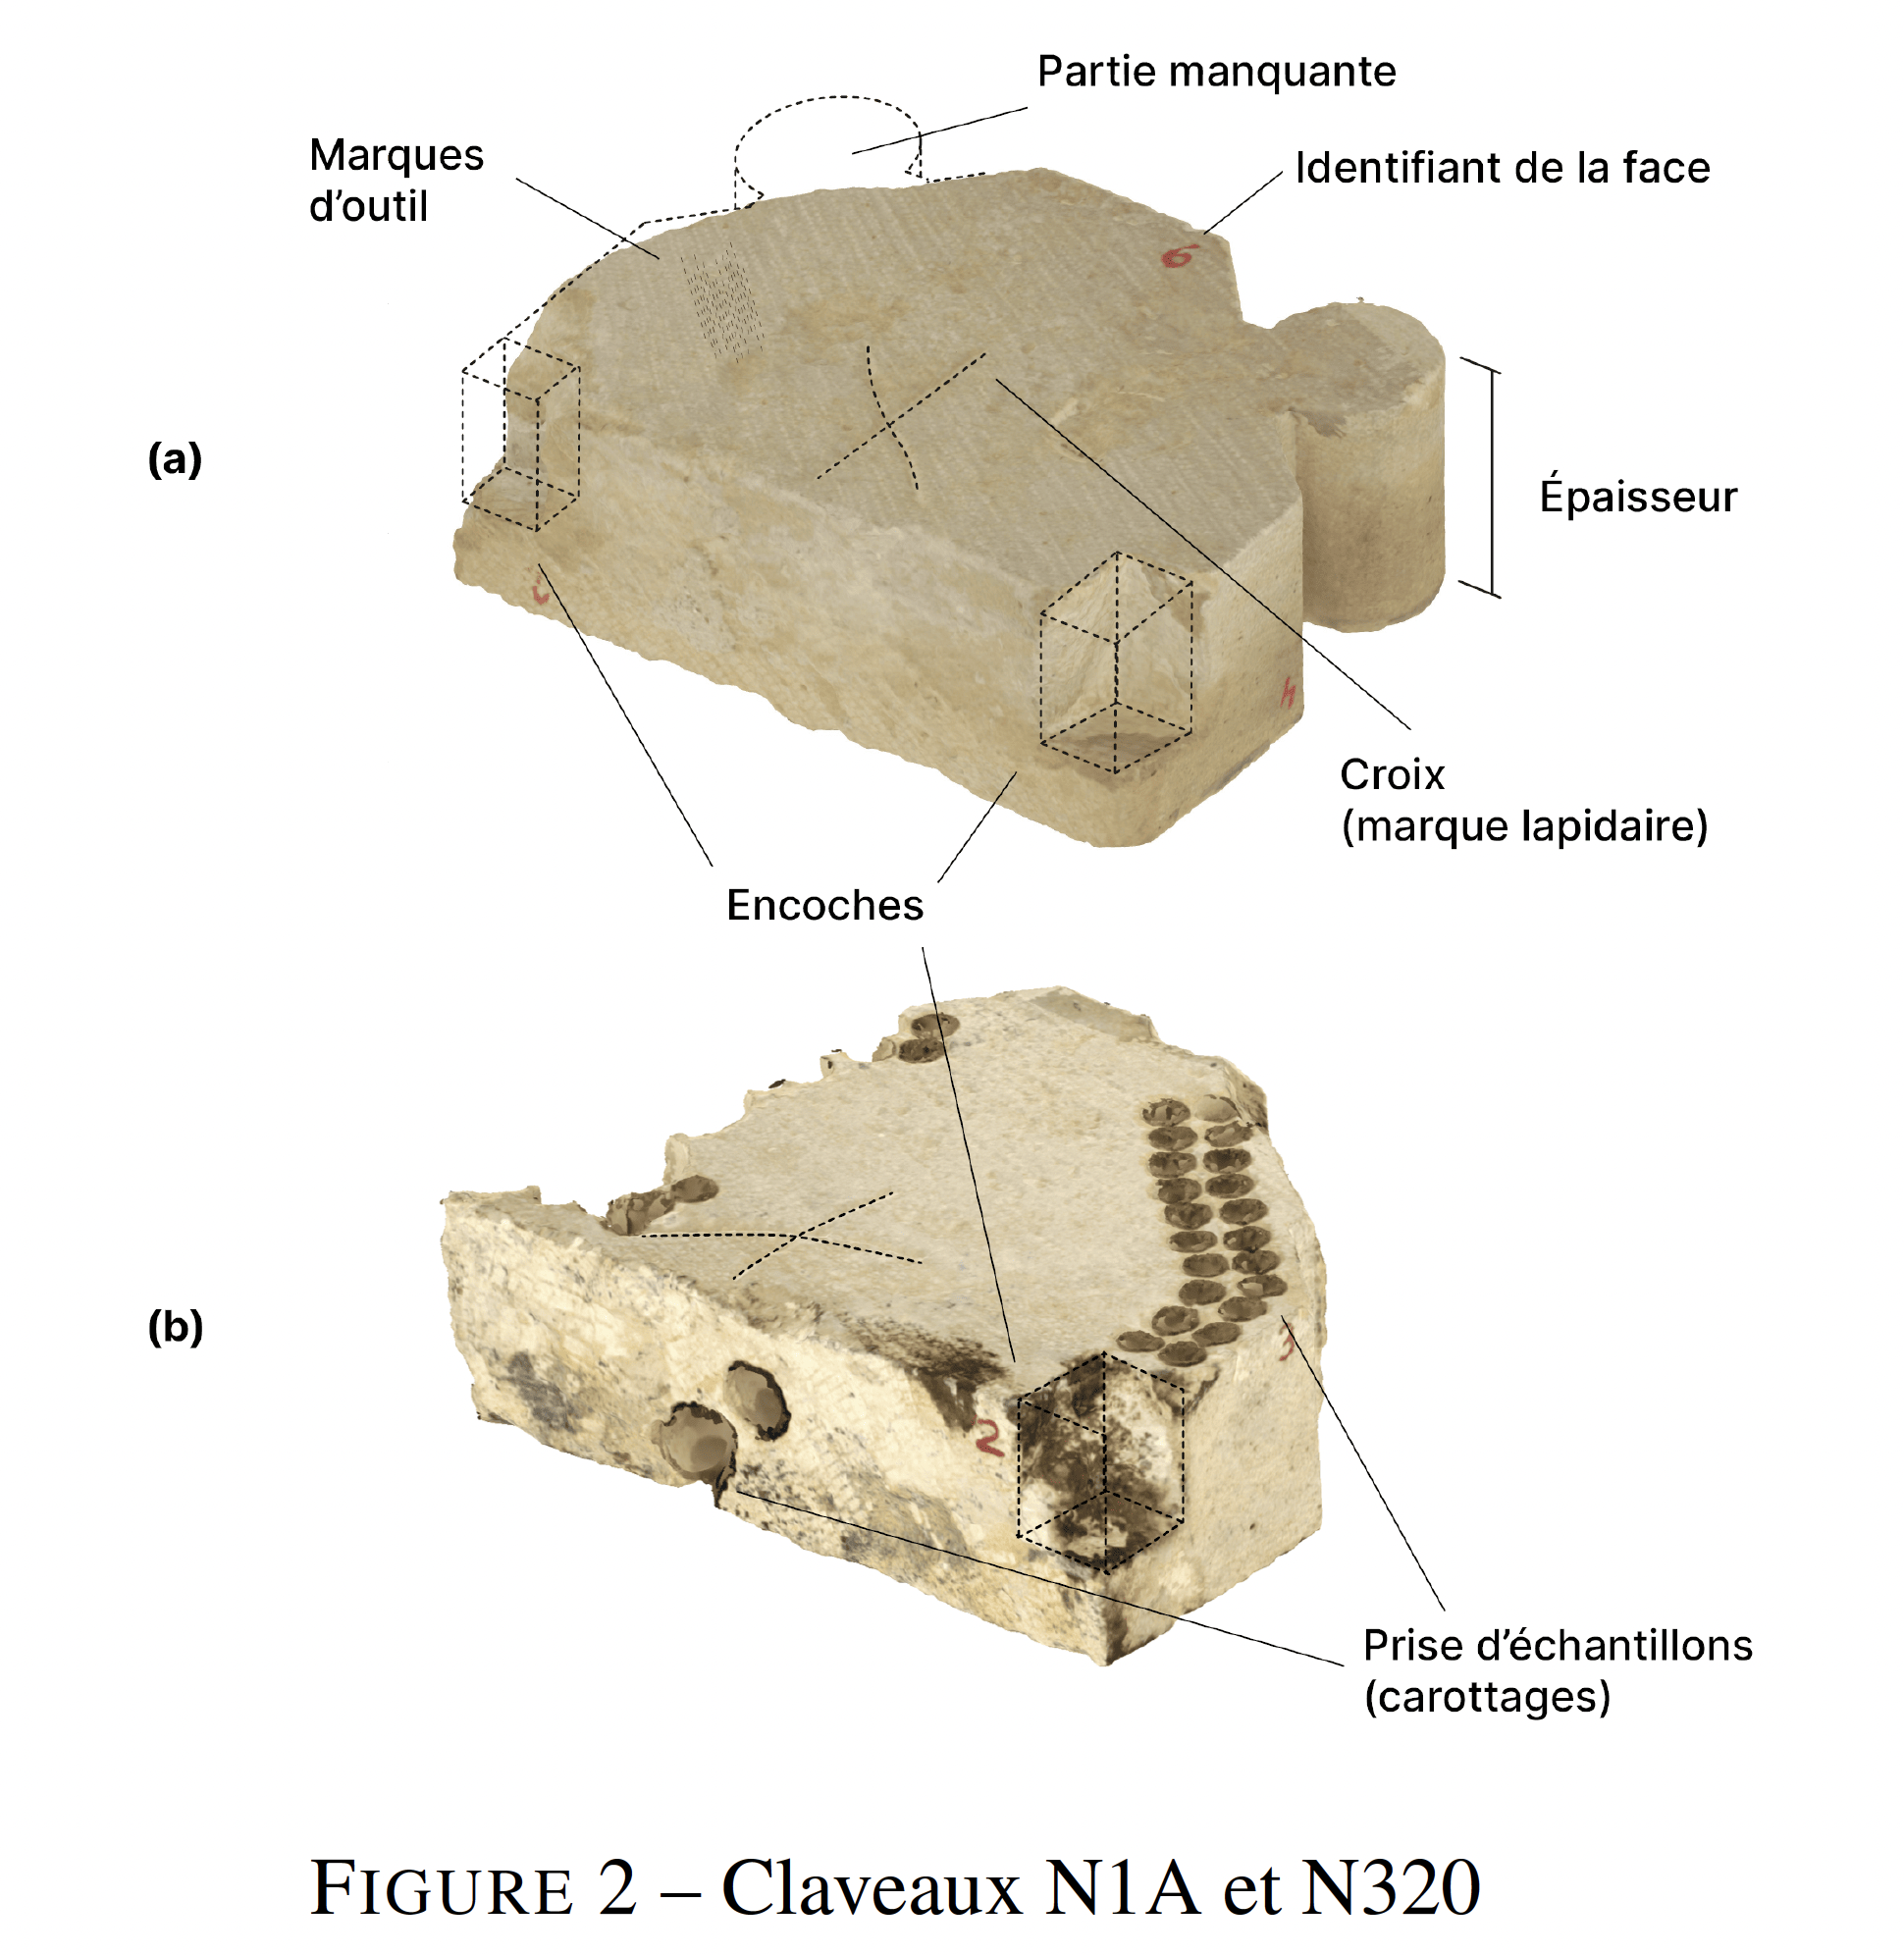 Partie manquante
Marques
d’outil
Identifiant de la face
6
(a)
Épaisseur
4
Croix
(marque lapidaire)
Encoches
(b)
3
2
Prise d’échantillons
(carottages)
FIGURE 2 – Claveaux N1A et N320